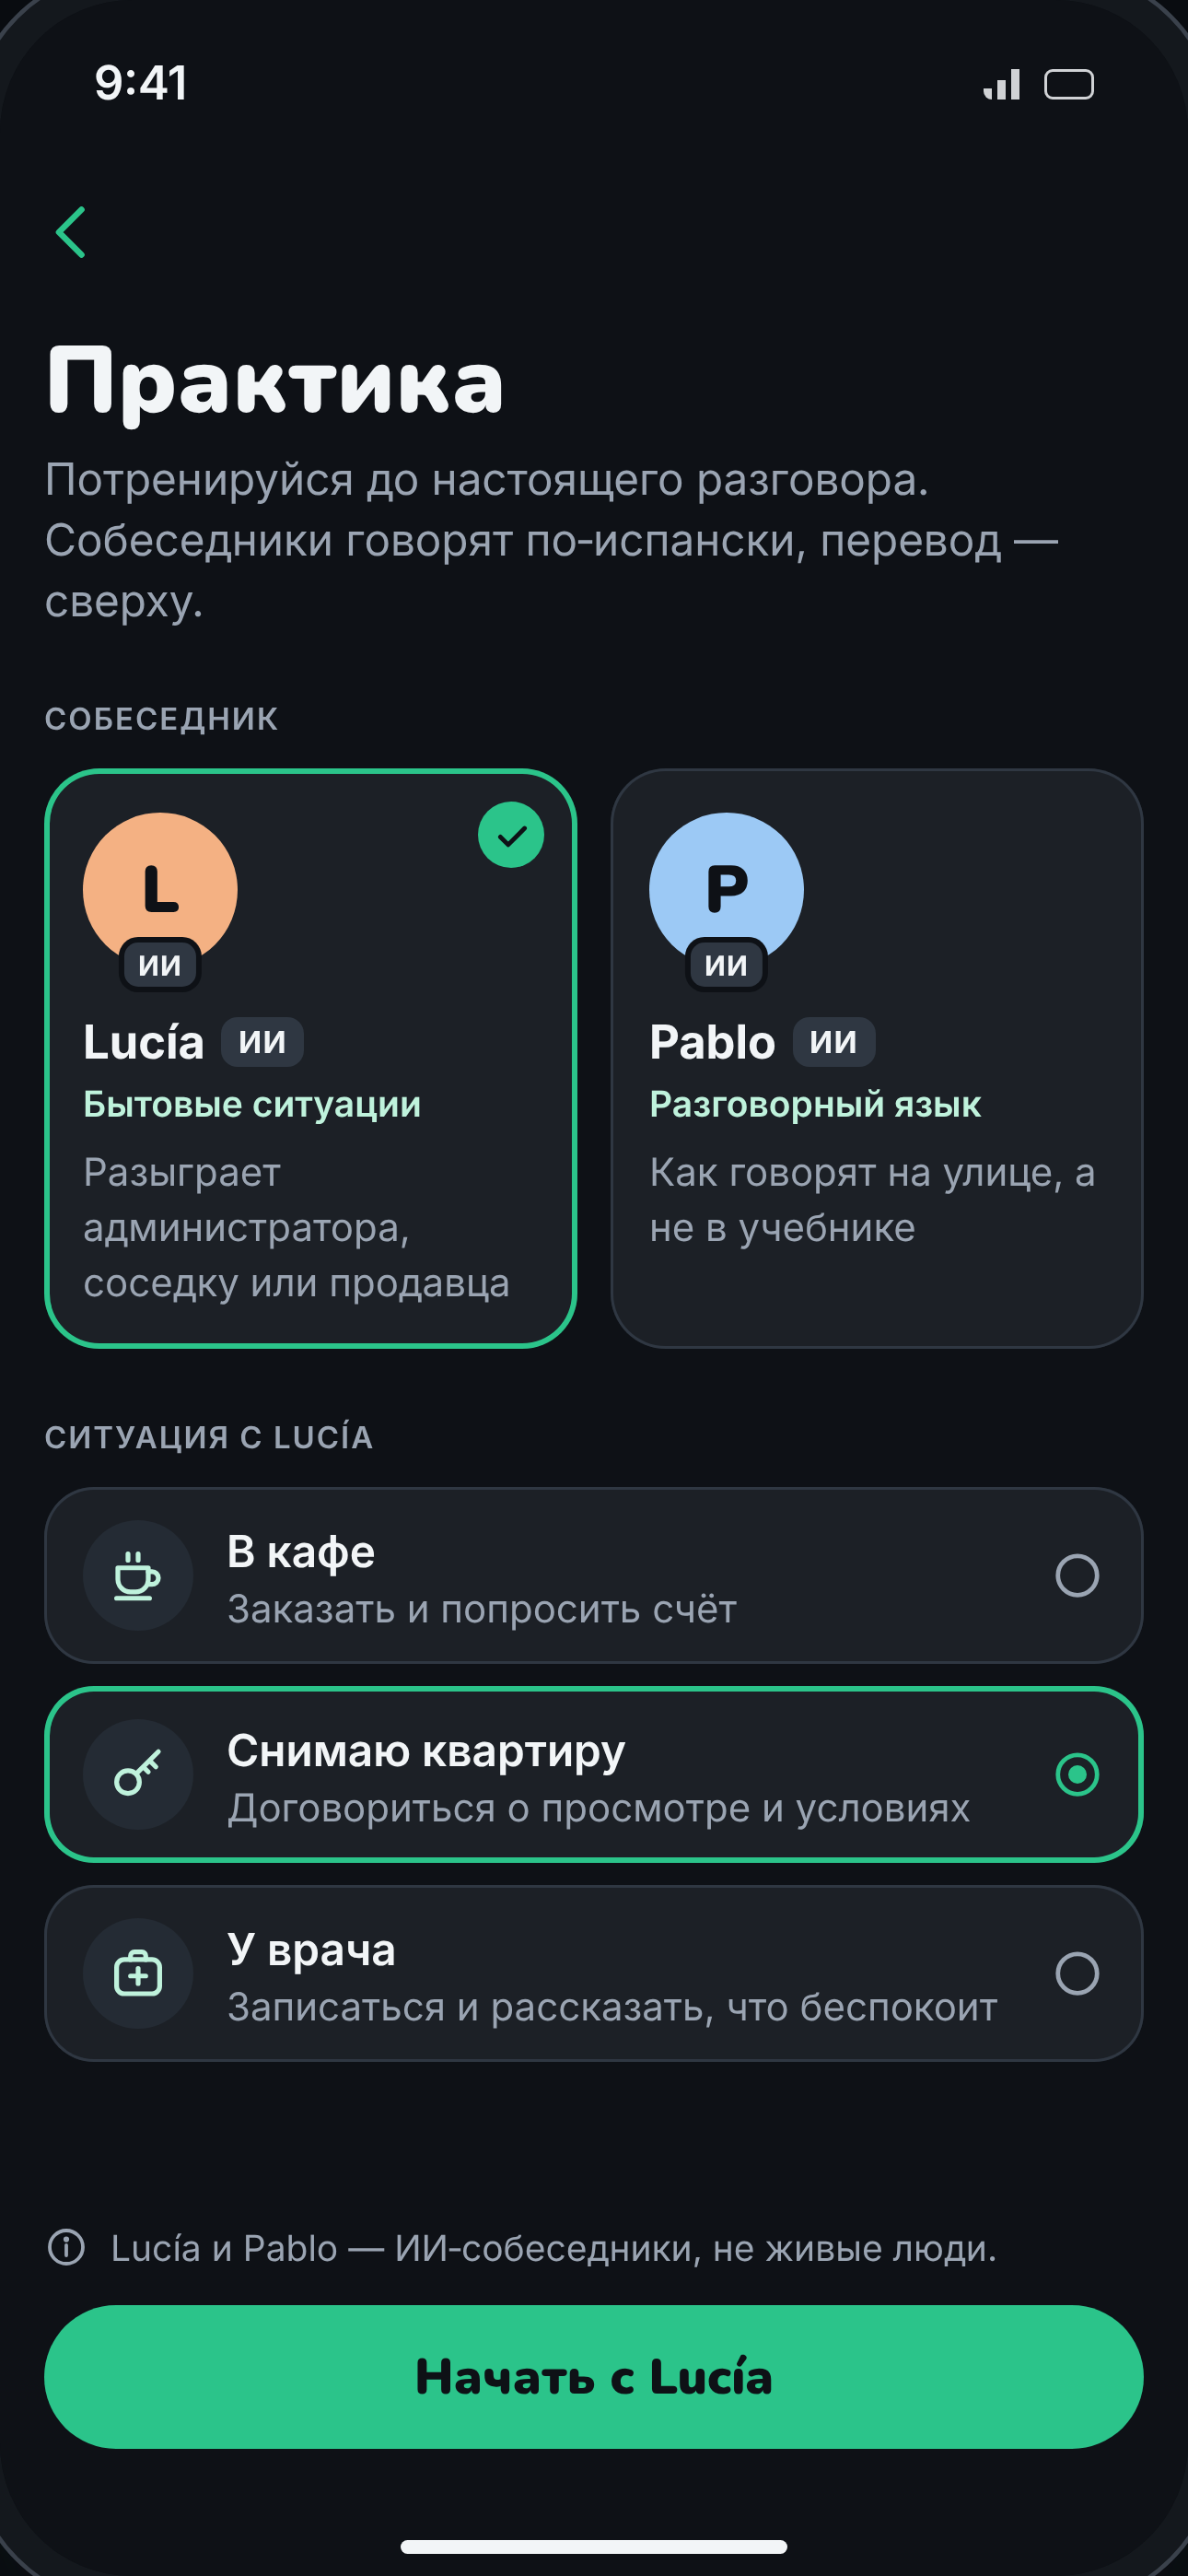 9:41
Практика
Потренируйся до настоящего разговора.
Собеседники говорят по-испански, перевод —
сверху.
СОБЕСЕДНИК
L
ИИ
Lucía ИИ
Бытовые ситуации
Разыграет
администратора,
соседку или продавца
P
ИИ
Pablo ИИ
Разговорный язык
Как говорят на улице, а
не в учебнике
СИТУАЦИЯ С LUCÍA
В кафе
Заказать и попросить счёт
Снимаю квартиру
Договориться о просмотре и условиях
У врача
Записаться и рассказать, что беспокоит
Lucía и Pablo — ИИ-собеседники, не живые люди.
Начать с Lucía